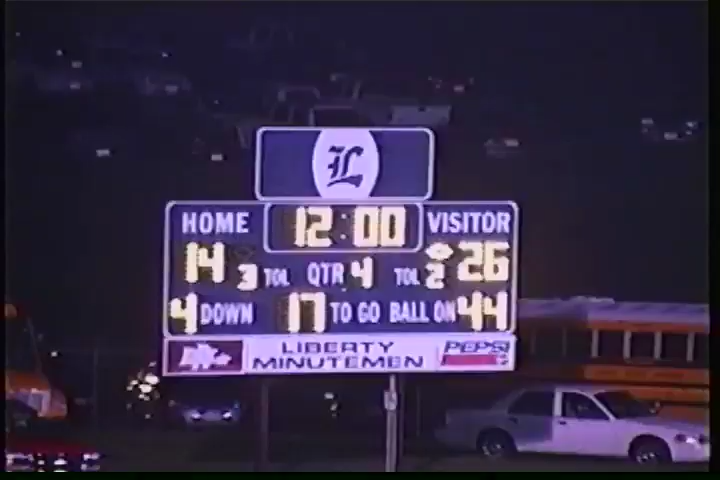 L
HOME 12:00 VISITOR
14 3 TOL QTR 4 TOL 2 26
4 DOWN 17 TO GO BALL ON 44
LIBERTY
MINUTEMEN
PEPSI